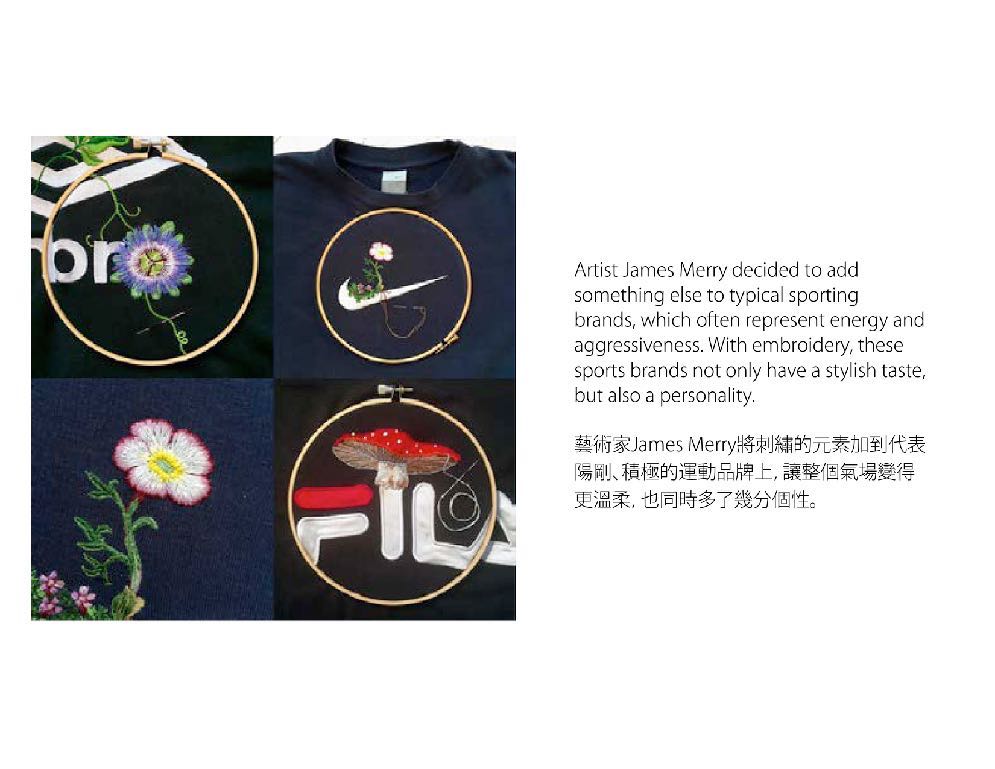 br
FILA
Artist James Merry decided to add
something else to typical sporting
brands, which often represent energy and
aggressiveness. With embroidery, these
sports brands not only have a stylish taste,
but also a personality.
藝術家James Merry將刺繡的元素加到代表
陽剛、積極的運動品牌上，讓整個氣場變得
更溫柔，也同時多了幾分個性。